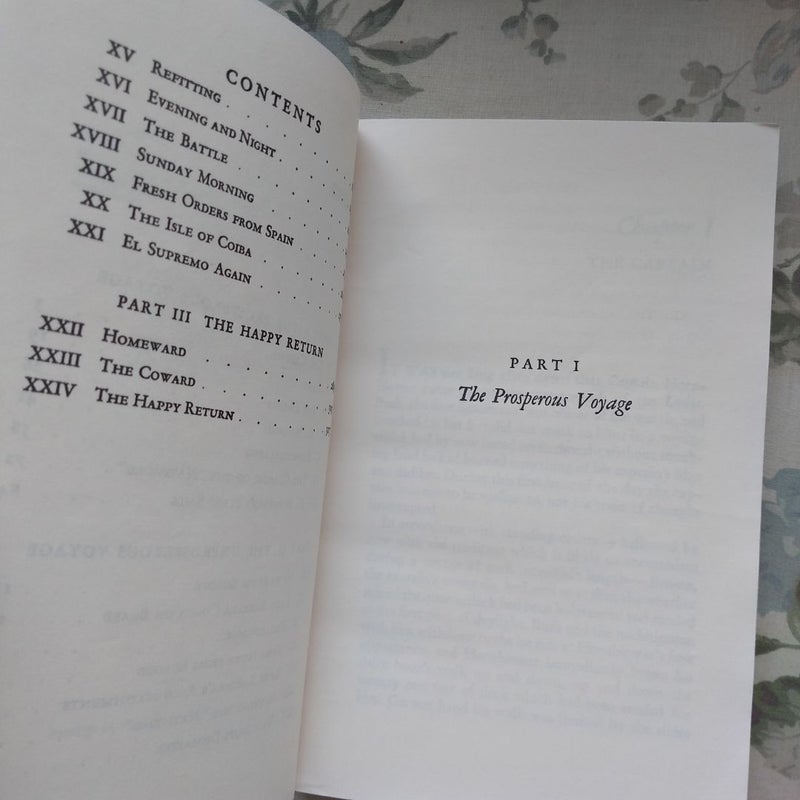 CONTENTS
XV REFITTING
XVI EVENING AND NIGHT
XVII THE BATTLE
XVIII SUNDAY MORNING
XIX FRESH ORDERS FROM SPAIN
XX THE ISLE OF COIBA
XXI EL SUPREMO AGAIN
PART III THE HAPPY RETURN
XXII HOMEWARD
XXIII THE COWARD
XXIV THE HAPPY RETURN
PART I
The Prosperous Voyage